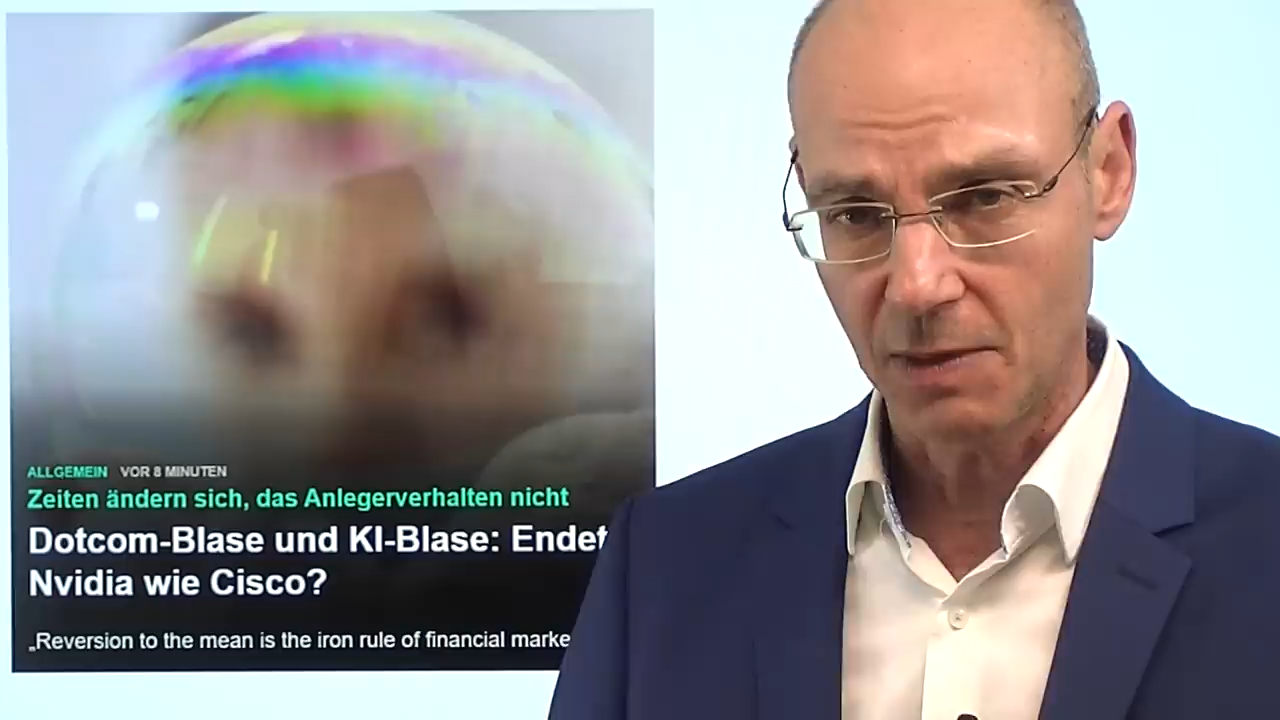 ALLGEMEIN VOR 8 MINUTEN
Zeiten ändern sich, das Anlegerverhalten nicht
Dotcom-Blase und KI-Blase: Endet
Nvidia wie Cisco?
„Reversion to the mean is the iron rule of financial marke